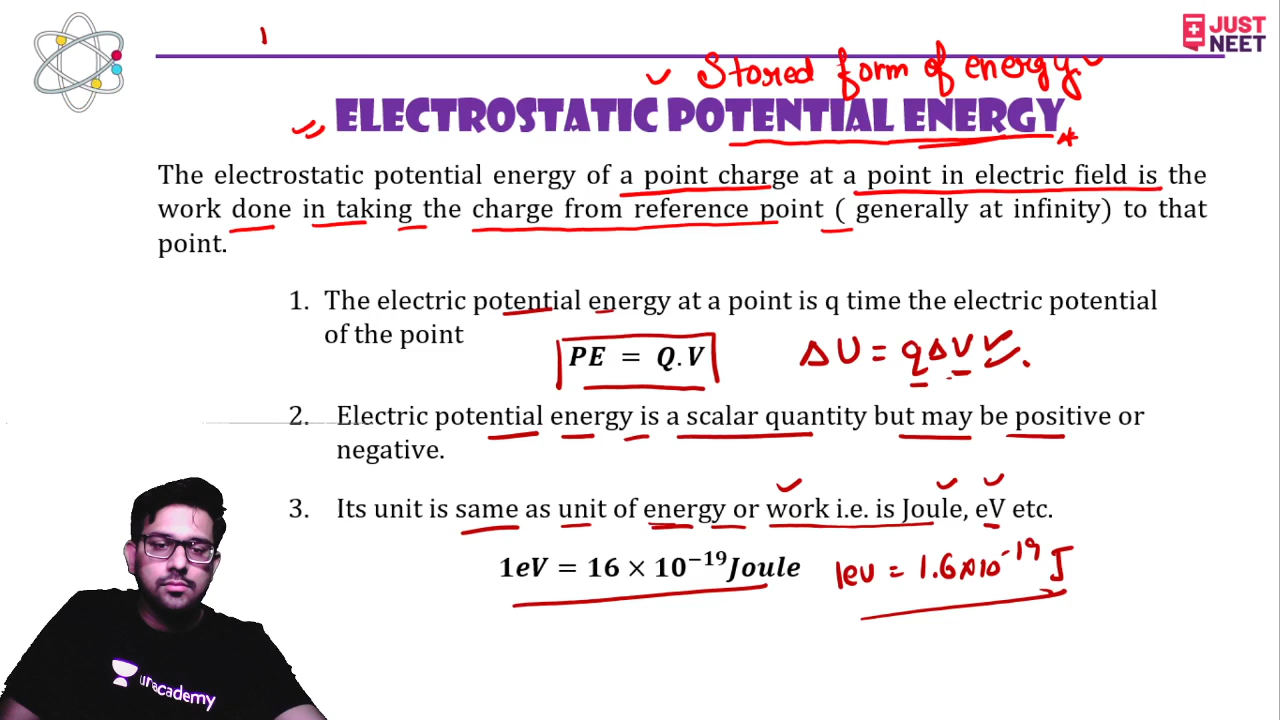 JUST
NEET
Stored form of energy
ELECTROSTATIC POTENTIAL ENERGY
The electrostatic potential energy of a point charge at a point in electric field is the
work done in taking the charge from reference point ( generally at infinity) to that
point.
1. The electric potential energy at a point is q time the electric potential
of the point
PE = Q.V ΔU = qΔV
2. Electric potential energy is a scalar quantity but may be positive or
negative.
3. Its unit is same as unit of energy or work i.e. is Joule, eV etc.
1eV = 16 × 10⁻¹⁹Joule 1eV = 1.6×10⁻¹⁹ J
unacademy